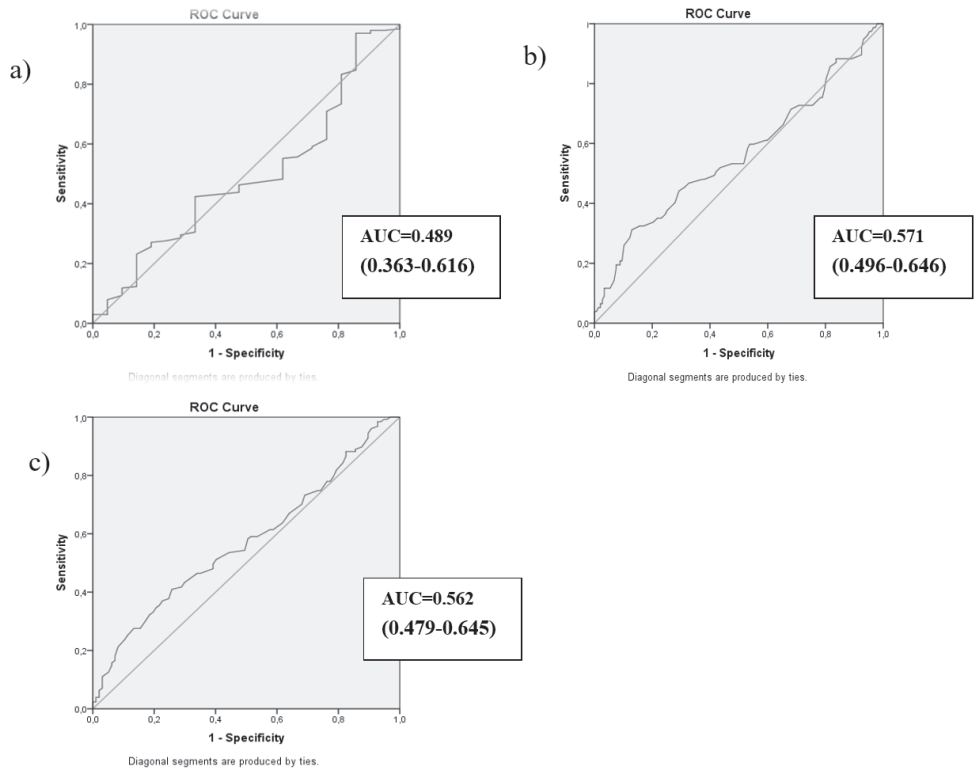 a)
ROC Curve
Sensitivity
1,0
0,8
0,6
0,4
0,2
0,0
0,0 0,2 0,4 0,6 0,8 1,0
1 - Specificity
AUC=0.489
(0.363-0.616)
Diagonal segments are produced by ties.
b)
ROC Curve
Sensitivity
0,6
0,4
0,2
0,0
0,0 0,2 0,4 0,6 0,8 1,0
1 - Specificity
AUC=0.571
(0.496-0.646)
Diagonal segments are produced by ties.
c)
ROC Curve
Sensitivity
1,0
0,8
0,6
0,4
0,2
0,0
0,0 0,2 0,4 0,6 0,8 1,0
1 - Specificity
AUC=0.562
(0.479-0.645)
Diagonal segments are produced by ties.